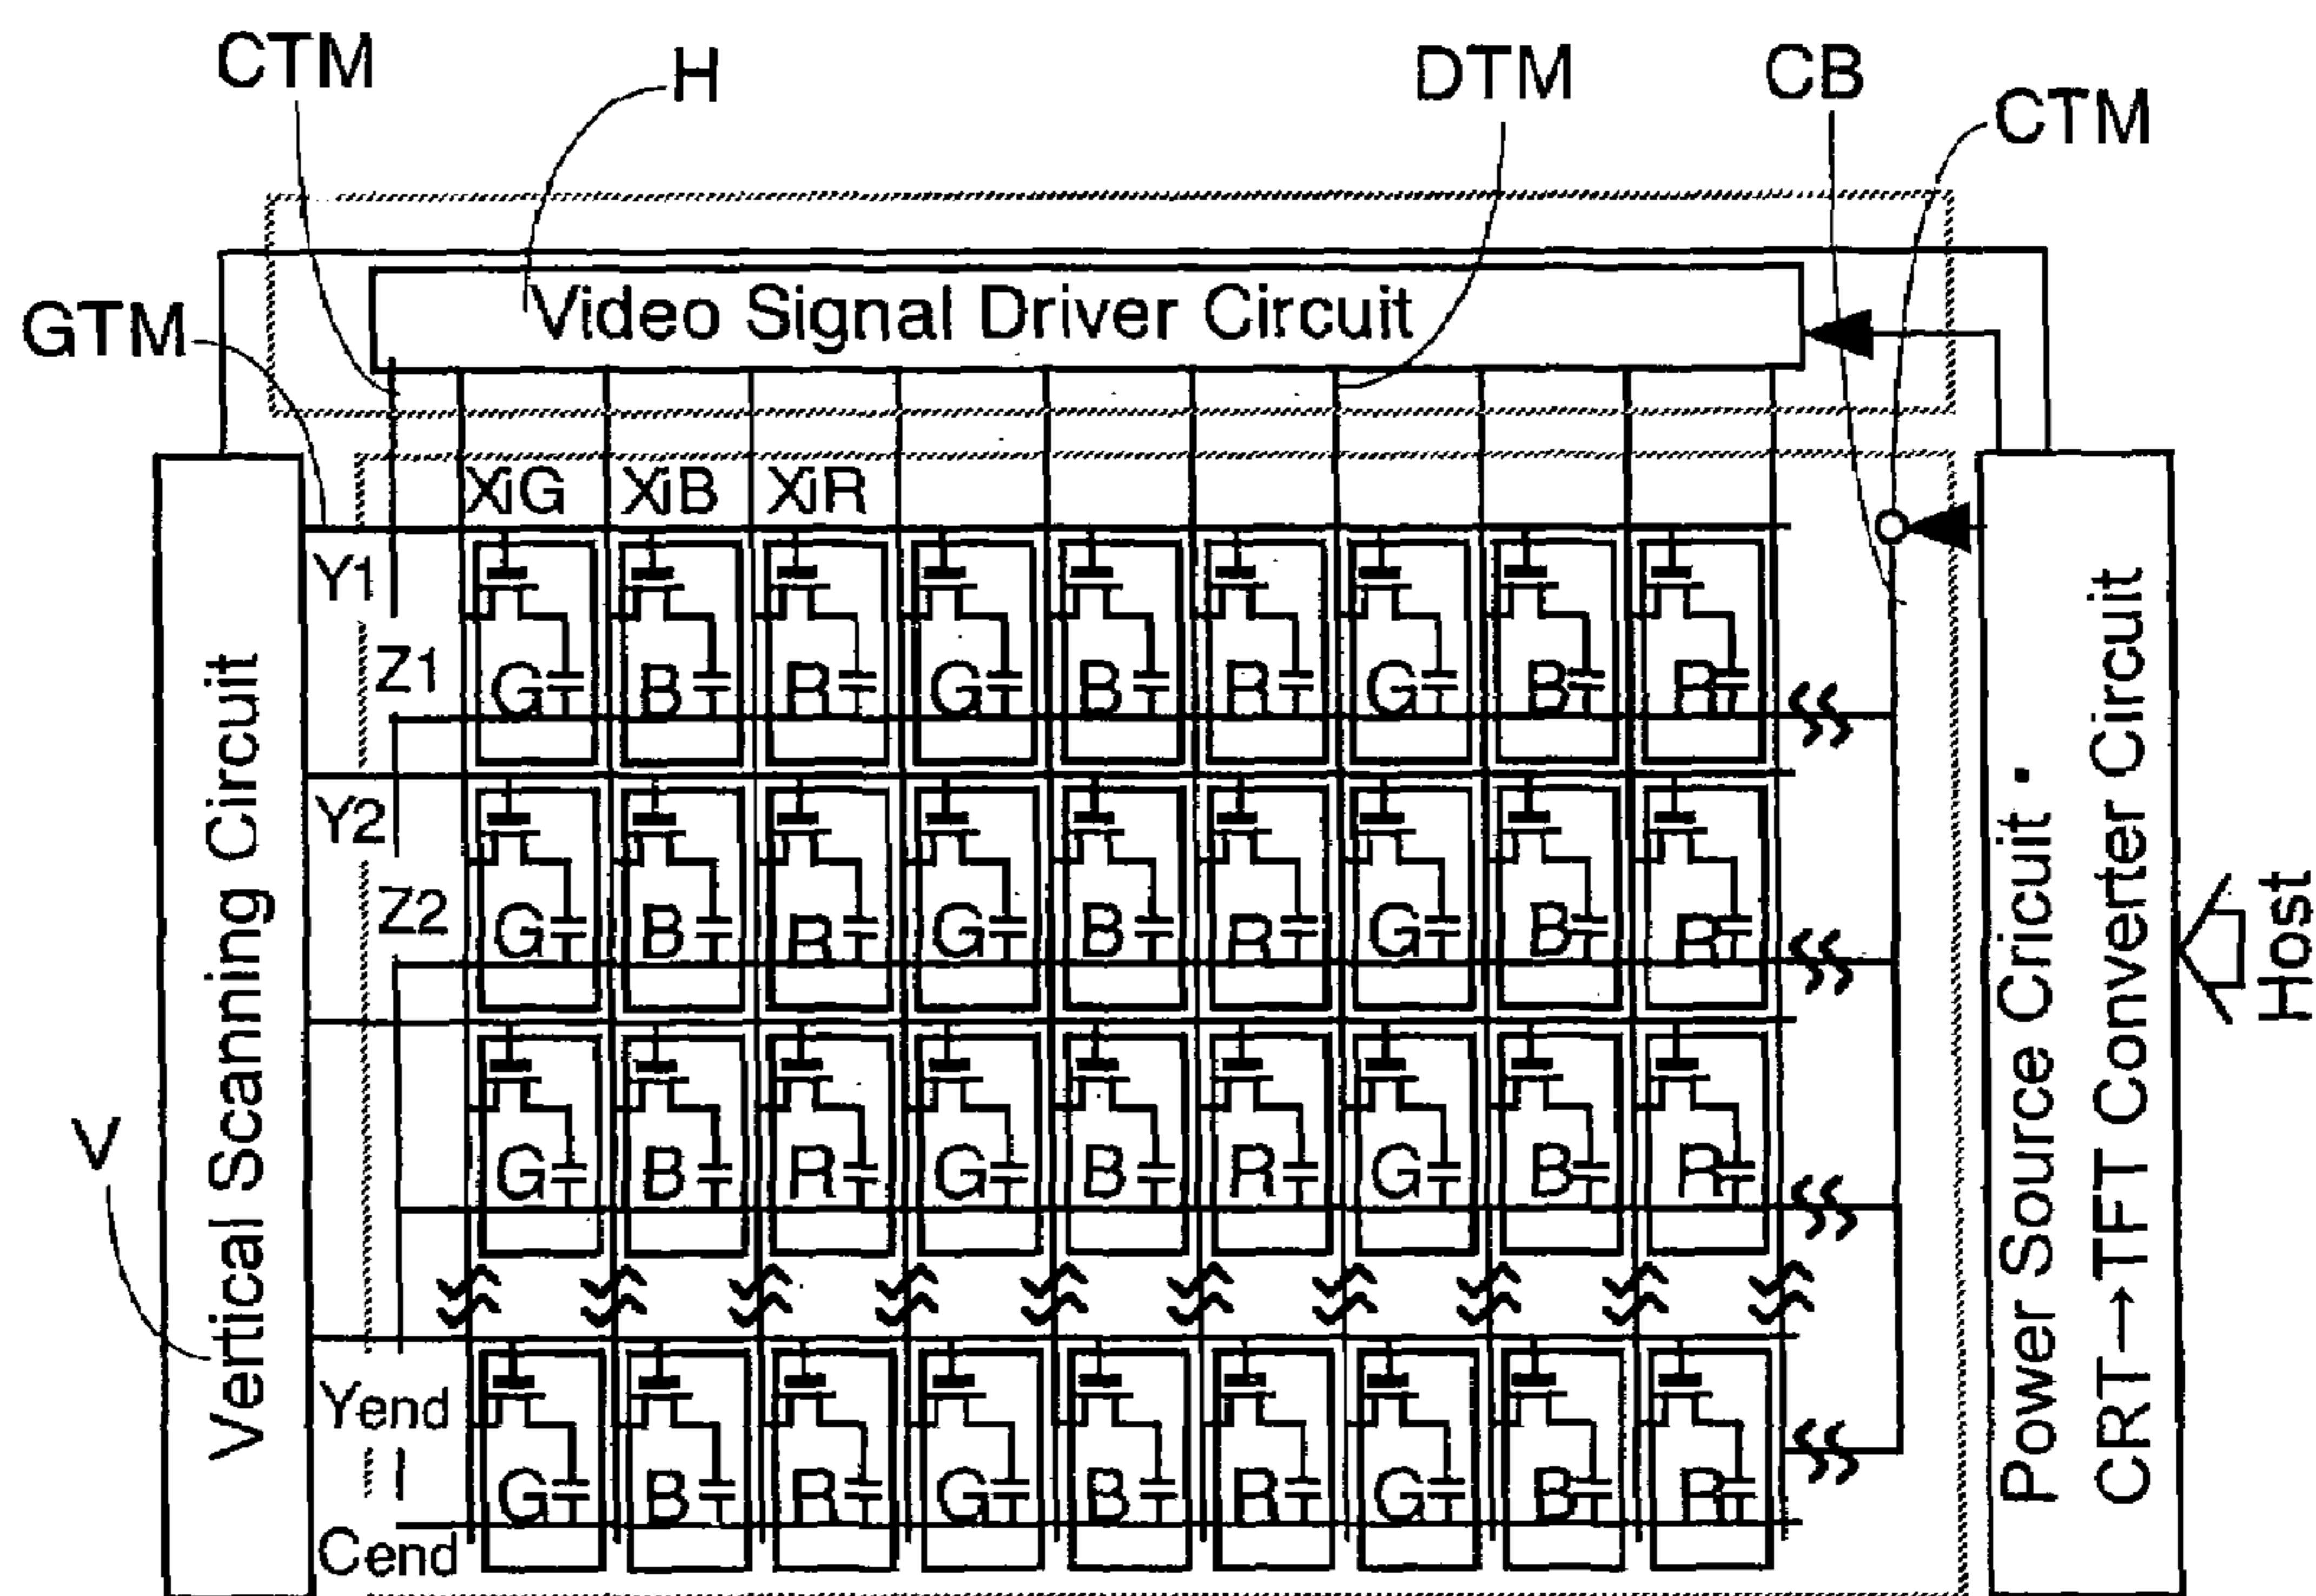 CTM
H
DTM
CB
CTM
GTM
Video Signal Driver Circuit
XiG XiB XiR
Y1
Z1
G B R G B R G B R
Y2
Z2
G B R G B R G B R
G B R G B R G B R
V
Yend
G B R G B R G B R
Cend
Vertical Scanning Circuit
Power Source Cricuit ·
CRT→TFT Converter Circuit
Host